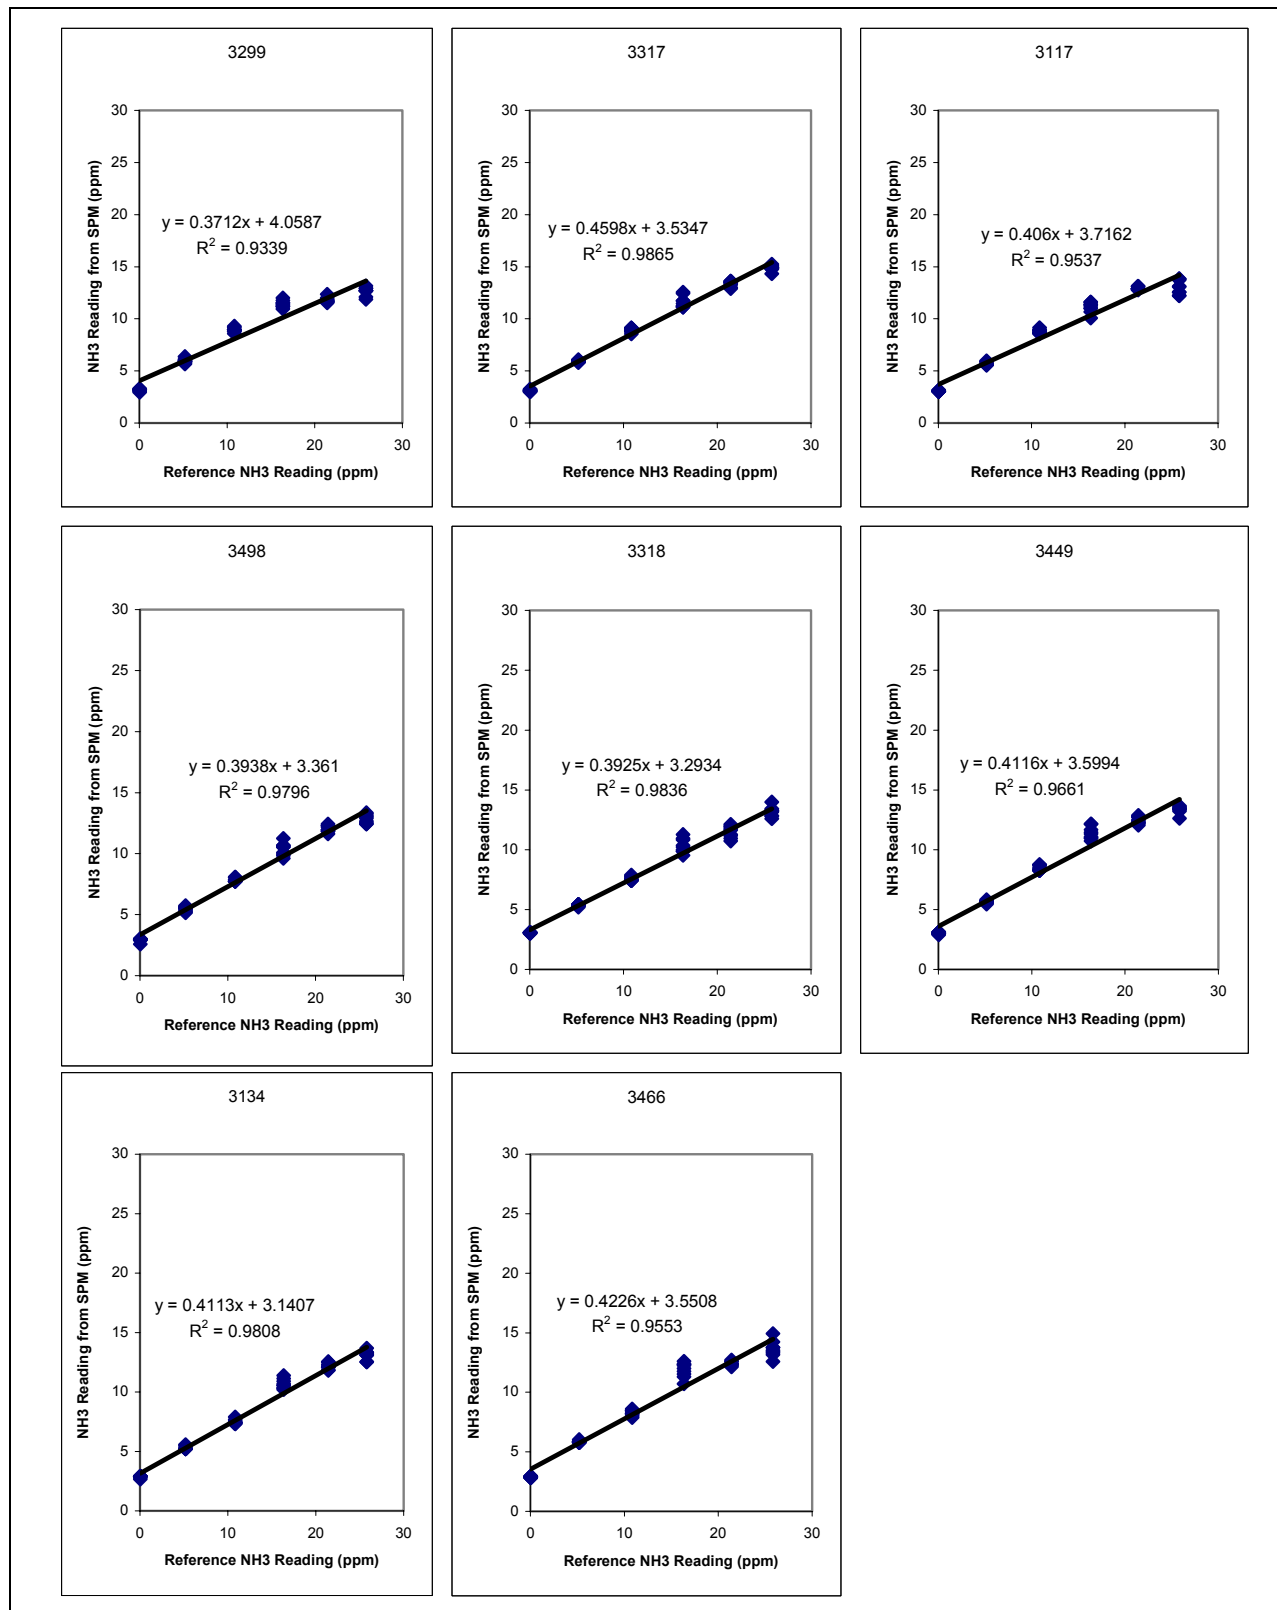 3299
NH3 Reading from SPM (ppm)
30
25
20
15
10
5
0
y = 0.3712x + 4.0587
R² = 0.9339
0 10 20 30
Reference NH3 Reading (ppm)
3317
NH3 Reading from SPM (ppm)
30
25
20
15
10
5
0
y = 0.4598x + 3.5347
R² = 0.9865
0 10 20 30
Reference NH3 Reading (ppm)
3117
NH3 Reading from SPM (ppm)
30
25
20
15
10
5
0
y = 0.406x + 3.7162
R² = 0.9537
0 10 20 30
Reference NH3 Reading (ppm)
3498
NH3 Reading from SPM (ppm)
30
25
20
15
10
5
0
y = 0.3938x + 3.361
R² = 0.9796
0 10 20 30
Reference NH3 Reading (ppm)
3318
NH3 Reading from SPM (ppm)
30
25
20
15
10
5
0
y = 0.3925x + 3.2934
R² = 0.9836
0 10 20 30
Reference NH3 Reading (ppm)
3449
NH3 Reading from SPM (ppm)
30
25
20
15
10
5
0
y = 0.4116x + 3.5994
R² = 0.9661
0 10 20 30
Reference NH3 Reading (ppm)
3134
NH3 Reading from SPM (ppm)
30
25
20
15
10
5
0
y = 0.4113x + 3.1407
R² = 0.9808
0 10 20 30
Reference NH3 Reading (ppm)
3466
NH3 Reading from SPM (ppm)
30
25
20
15
10
5
0
y = 0.4226x + 3.5508
R² = 0.9553
0 10 20 30
Reference NH3 Reading (ppm)